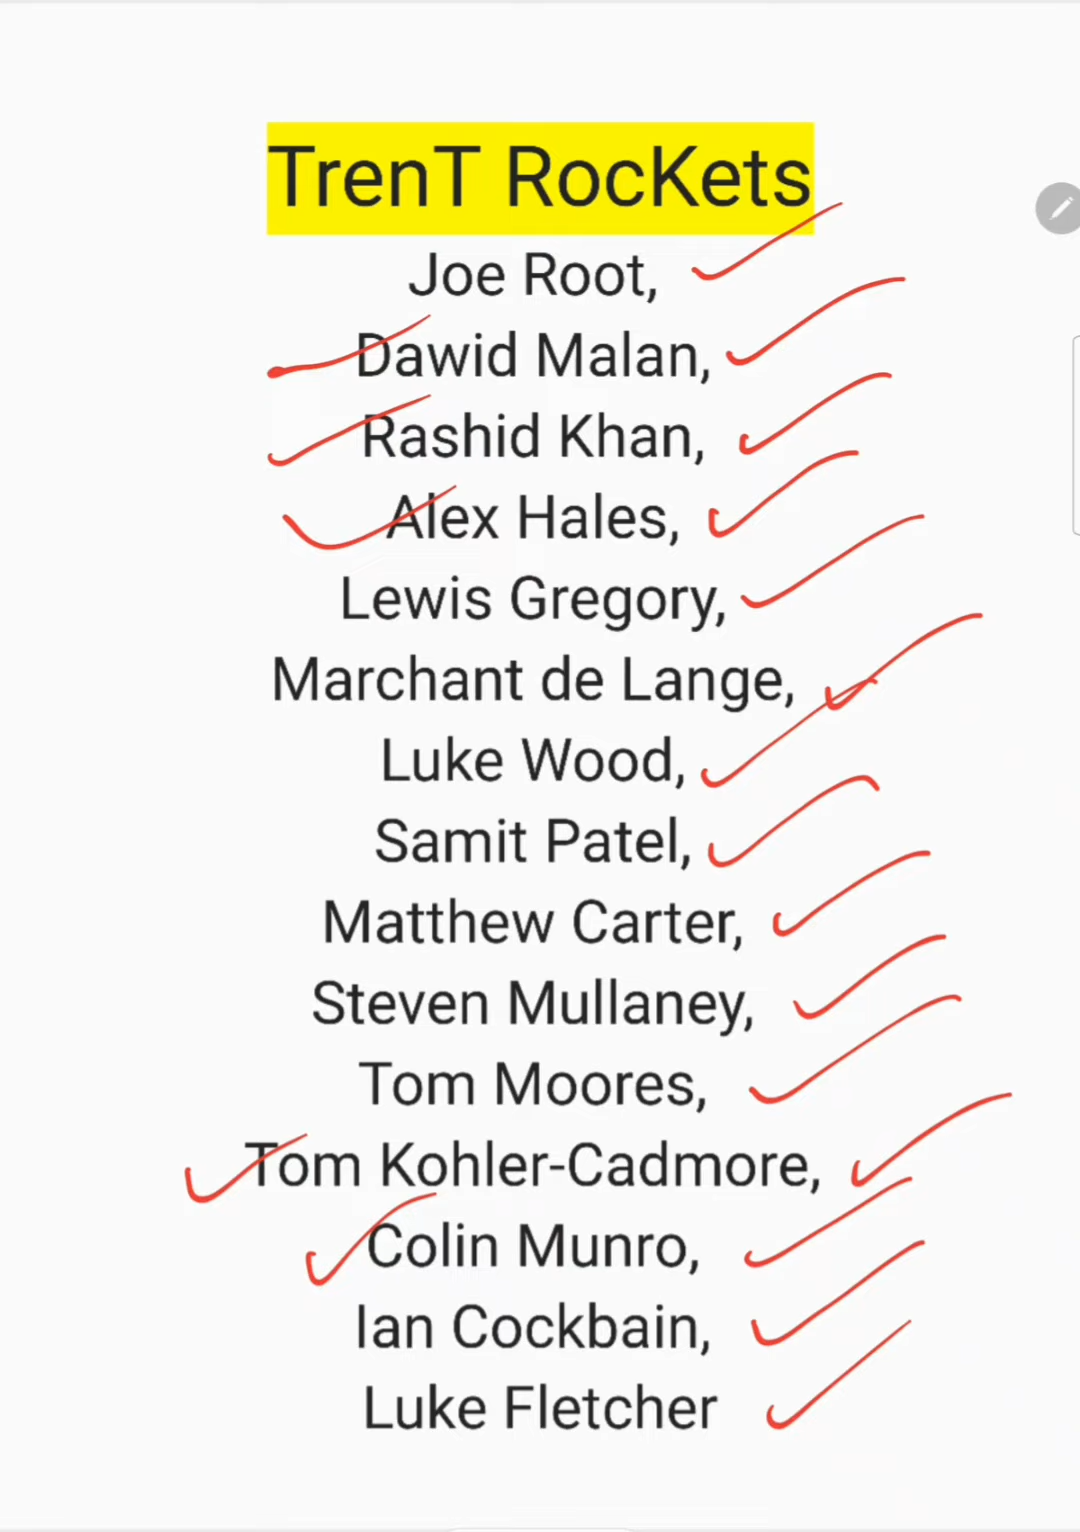 TrenT RocKets
Joe Root,
Dawid Malan,
Rashid Khan,
Alex Hales,
Lewis Gregory,
Marchant de Lange,
Luke Wood,
Samit Patel,
Matthew Carter,
Steven Mullaney,
Tom Moores,
Tom Kohler-Cadmore,
Colin Munro,
Ian Cockbain,
Luke Fletcher